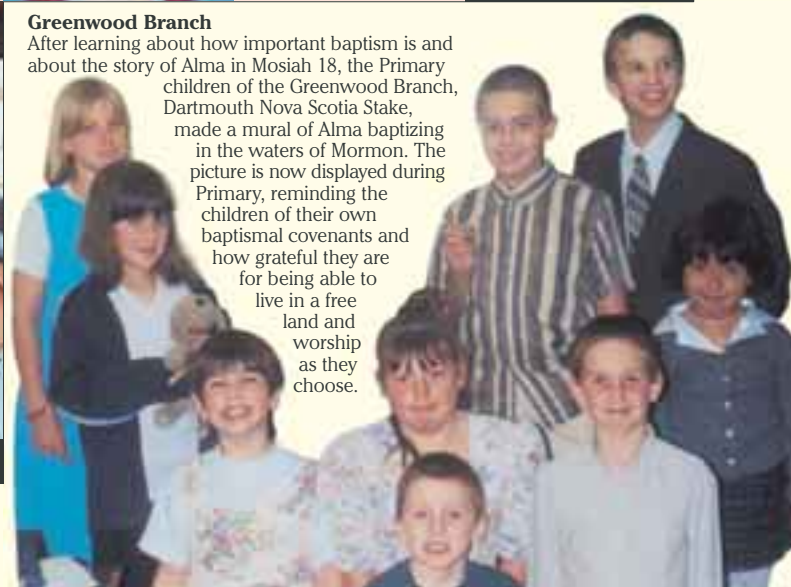 Greenwood Branch
After learning about how important baptism is and
about the story of Alma in Mosiah 18, the Primary
children of the Greenwood Branch,
Dartmouth Nova Scotia Stake,
made a mural of Alma baptizing
in the waters of Mormon. The
picture is now displayed during
Primary, reminding the
children of their own
baptismal covenants and
how grateful they are
for being able to
live in a free
land and
worship
as they
choose.